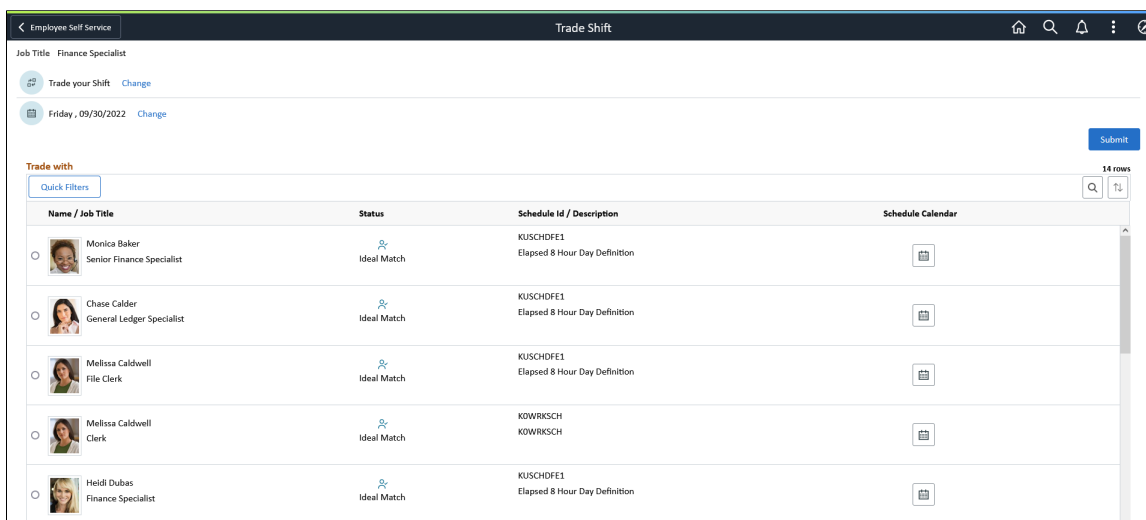 Employee Self Service
Trade Shift
Job Title Finance Specialist
Trade your Shift Change
Friday , 09/30/2022 Change
Submit
Trade with
14 rows
Quick Filters
Name / Job Title Status Schedule Id / Description Schedule Calendar
Monica Baker
Senior Finance Specialist
Ideal Match
KUSCHDFE1
Elapsed 8 Hour Day Definition
Chase Calder
General Ledger Specialist
Ideal Match
KUSCHDFE1
Elapsed 8 Hour Day Definition
Melissa Caldwell
File Clerk
Ideal Match
KUSCHDFE1
Elapsed 8 Hour Day Definition
Melissa Caldwell
Clerk
Ideal Match
K0WRKSCH
K0WRKSCH
Heidi Dubas
Finance Specialist
Ideal Match
KUSCHDFE1
Elapsed 8 Hour Day Definition